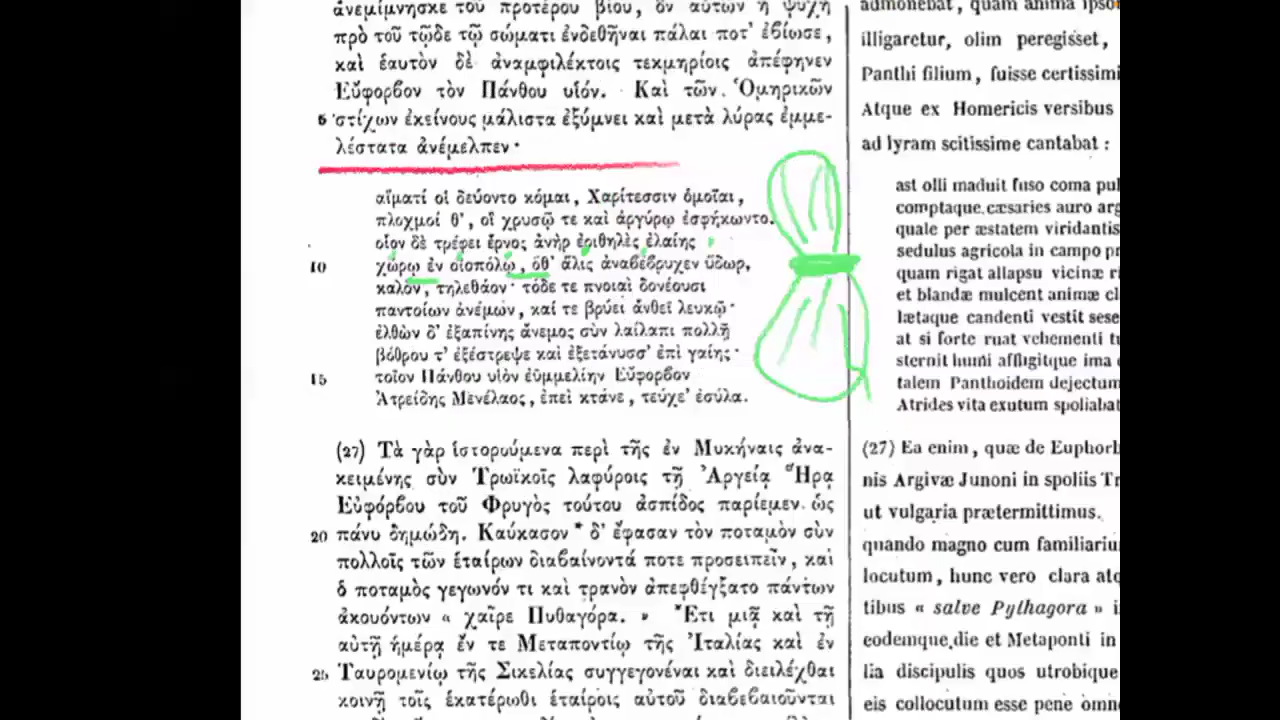 ἀνεμίμνησκε τοῦ προτέρου βίου, ὃν αὐτῶν ἡ ψυχὴ
πρὸ τοῦ τῷδε τῷ σώματι ἐνδεθῆναι πάλαι ποτ' ἐβίωσε,
καὶ ἑαυτὸν δὲ ἀναμφιλέκτοις τεκμηρίοις ἀπέφηνεν
Εὔφορβον τὸν Πάνθου υἱόν. Καὶ τῶν Ὁμηρικῶν
5 στίχων ἐκείνους μάλιστα ἐξύμνει καὶ μετὰ λύρας ἐμμε-
λέστατα ἀνέμελπεν·
αἵματί οἱ δεύοντο κόμαι, Χαρίτεσσιν ὁμοῖαι,
πλοχμοί θ', οἳ χρυσῷ τε καὶ ἀργύρῳ ἐσφήκωντο.
οἷον δὲ τρέφει ἔρνος ἀνὴρ ἐριθηλὲς ἐλαίης
10 χώρῳ ἐν οἰοπόλῳ, ὅθ' ἅλις ἀναβέβρυχεν ὕδωρ,
καλὸν, τηλεθάον· τόδε τε πνοιαὶ δονέουσι
παντοίων ἀνέμων, καί τε βρύει ἄνθεϊ λευκῷ·
ἐλθὼν δ' ἐξαπίνης ἄνεμος σὺν λαίλαπι πολλῇ
βόθρου τ' ἐξέστρεψε καὶ ἐξετάνυσσ' ἐπὶ γαίης·
15 τοῖον Πάνθου υἱὸν ἐϋμμελίην Εὔφορβον
Ἀτρείδης Μενέλαος, ἐπεὶ κτάνε, τεύχε' ἐσύλα.
(27) Τὰ γὰρ ἱστορούμενα περὶ τῆς ἐν Μυκήναις ἀνα-
κειμένης σὺν Τρωϊκοῖς λαφύροις τῇ Ἀργείᾳ Ἥρᾳ
Εὐφόρβου τοῦ Φρυγὸς τούτου ἀσπίδος παρίεμεν ὡς
20 πάνυ δημώδη. Καύκασον * δ' ἔφασαν τὸν ποταμὸν σὺν
πολλοῖς τῶν ἑταίρων διαβαίνοντά ποτε προσειπεῖν, καὶ
ὁ ποταμὸς γεγωνόν τι καὶ τρανὸν ἀπεφθέγξατο πάντων
ἀκουόντων « χαῖρε Πυθαγόρα. » Ἔτι μιᾷ καὶ τῇ
αὐτῇ ἡμέρᾳ ἔν τε Μεταποντίῳ τῆς Ἰταλίας καὶ ἐν
25 Ταυρομενίῳ τῆς Σικελίας συγγεγονέναι καὶ διειλέχθαι
κοινῇ τοῖς ἑκατέρωθι ἑταίροις αὐτοῦ διαβεβαιοῦνται
admonebat, quam anima ipso
illigaretur, olim peregisset,
Panthi filium, fuisse certissimi
Atque ex Homericis versibus
ad lyram scitissime cantabat :
ast olli maduit fuso coma pul
comptaque cæsaries auro arg
quale per æstatem viridantis
sedulus agricola in campo pr
quam rigat allapsu vicinæ ri
et blandæ mulcent animæ cl
lætaque candenti vestit sese
at si forte ruat vehementi tu
sternit humi affligitque ima
talem Panthoidem dejectum
Atrides vita exutum spoliabat
(27) Ea enim, quæ de Euphorb
nis Argivæ Junoni in spoliis Tr
ut vulgaria prætermittimus.
quando magno cum familiariu
locutum, hunc vero clara atq
tibus « salve Pythagora » i
eodemque die et Metaponti in
lia discipulis quos utrobique
eis collocutum esse pene omn